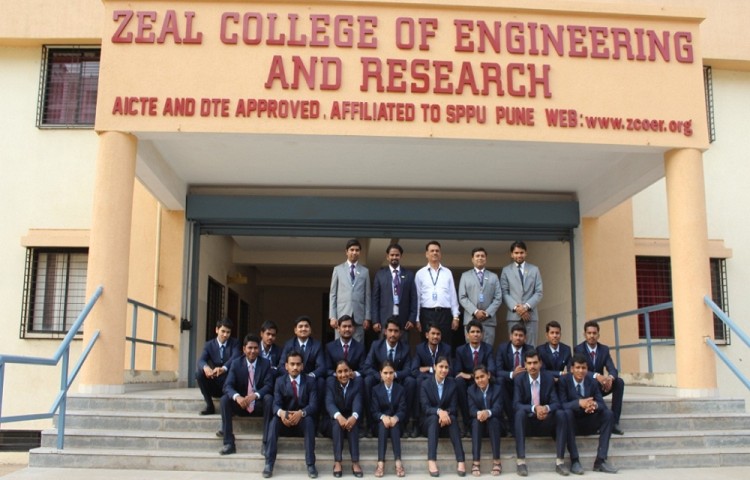 ZEAL COLLEGE OF ENGINEERING
AND RESEARCH
AICTE AND DTE APPROVED, AFFILIATED TO SPPU PUNE WEB:www.zcoer.org